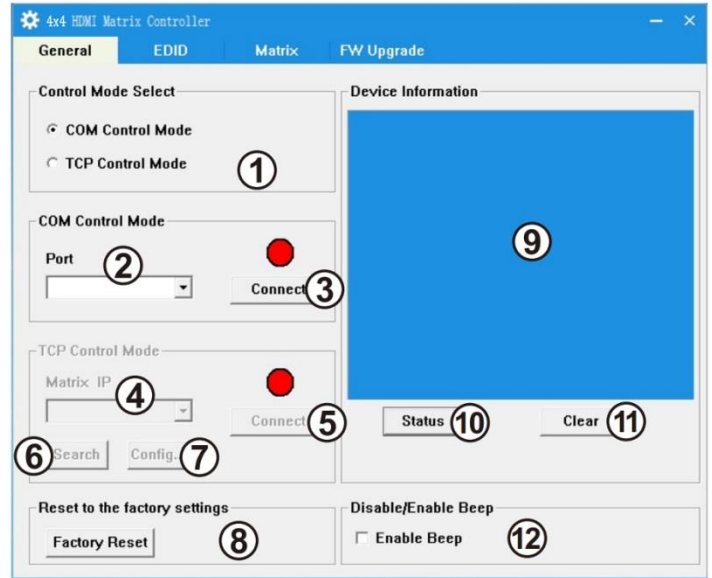 4x4 HDMI Matrix Controller
General EDID Matrix FW Upgrade
Control Mode Select
COM Control Mode
TCP Control Mode
1
COM Control Mode
Port
2
Connect 3
TCP Control Mode
Matrix IP
4
Connect 5
6 Search Config.. 7
Reset to the factory settings
Factory Reset 8
Device Information
9
Status 10 Clear 11
Disable/Enable Beep
Enable Beep 12